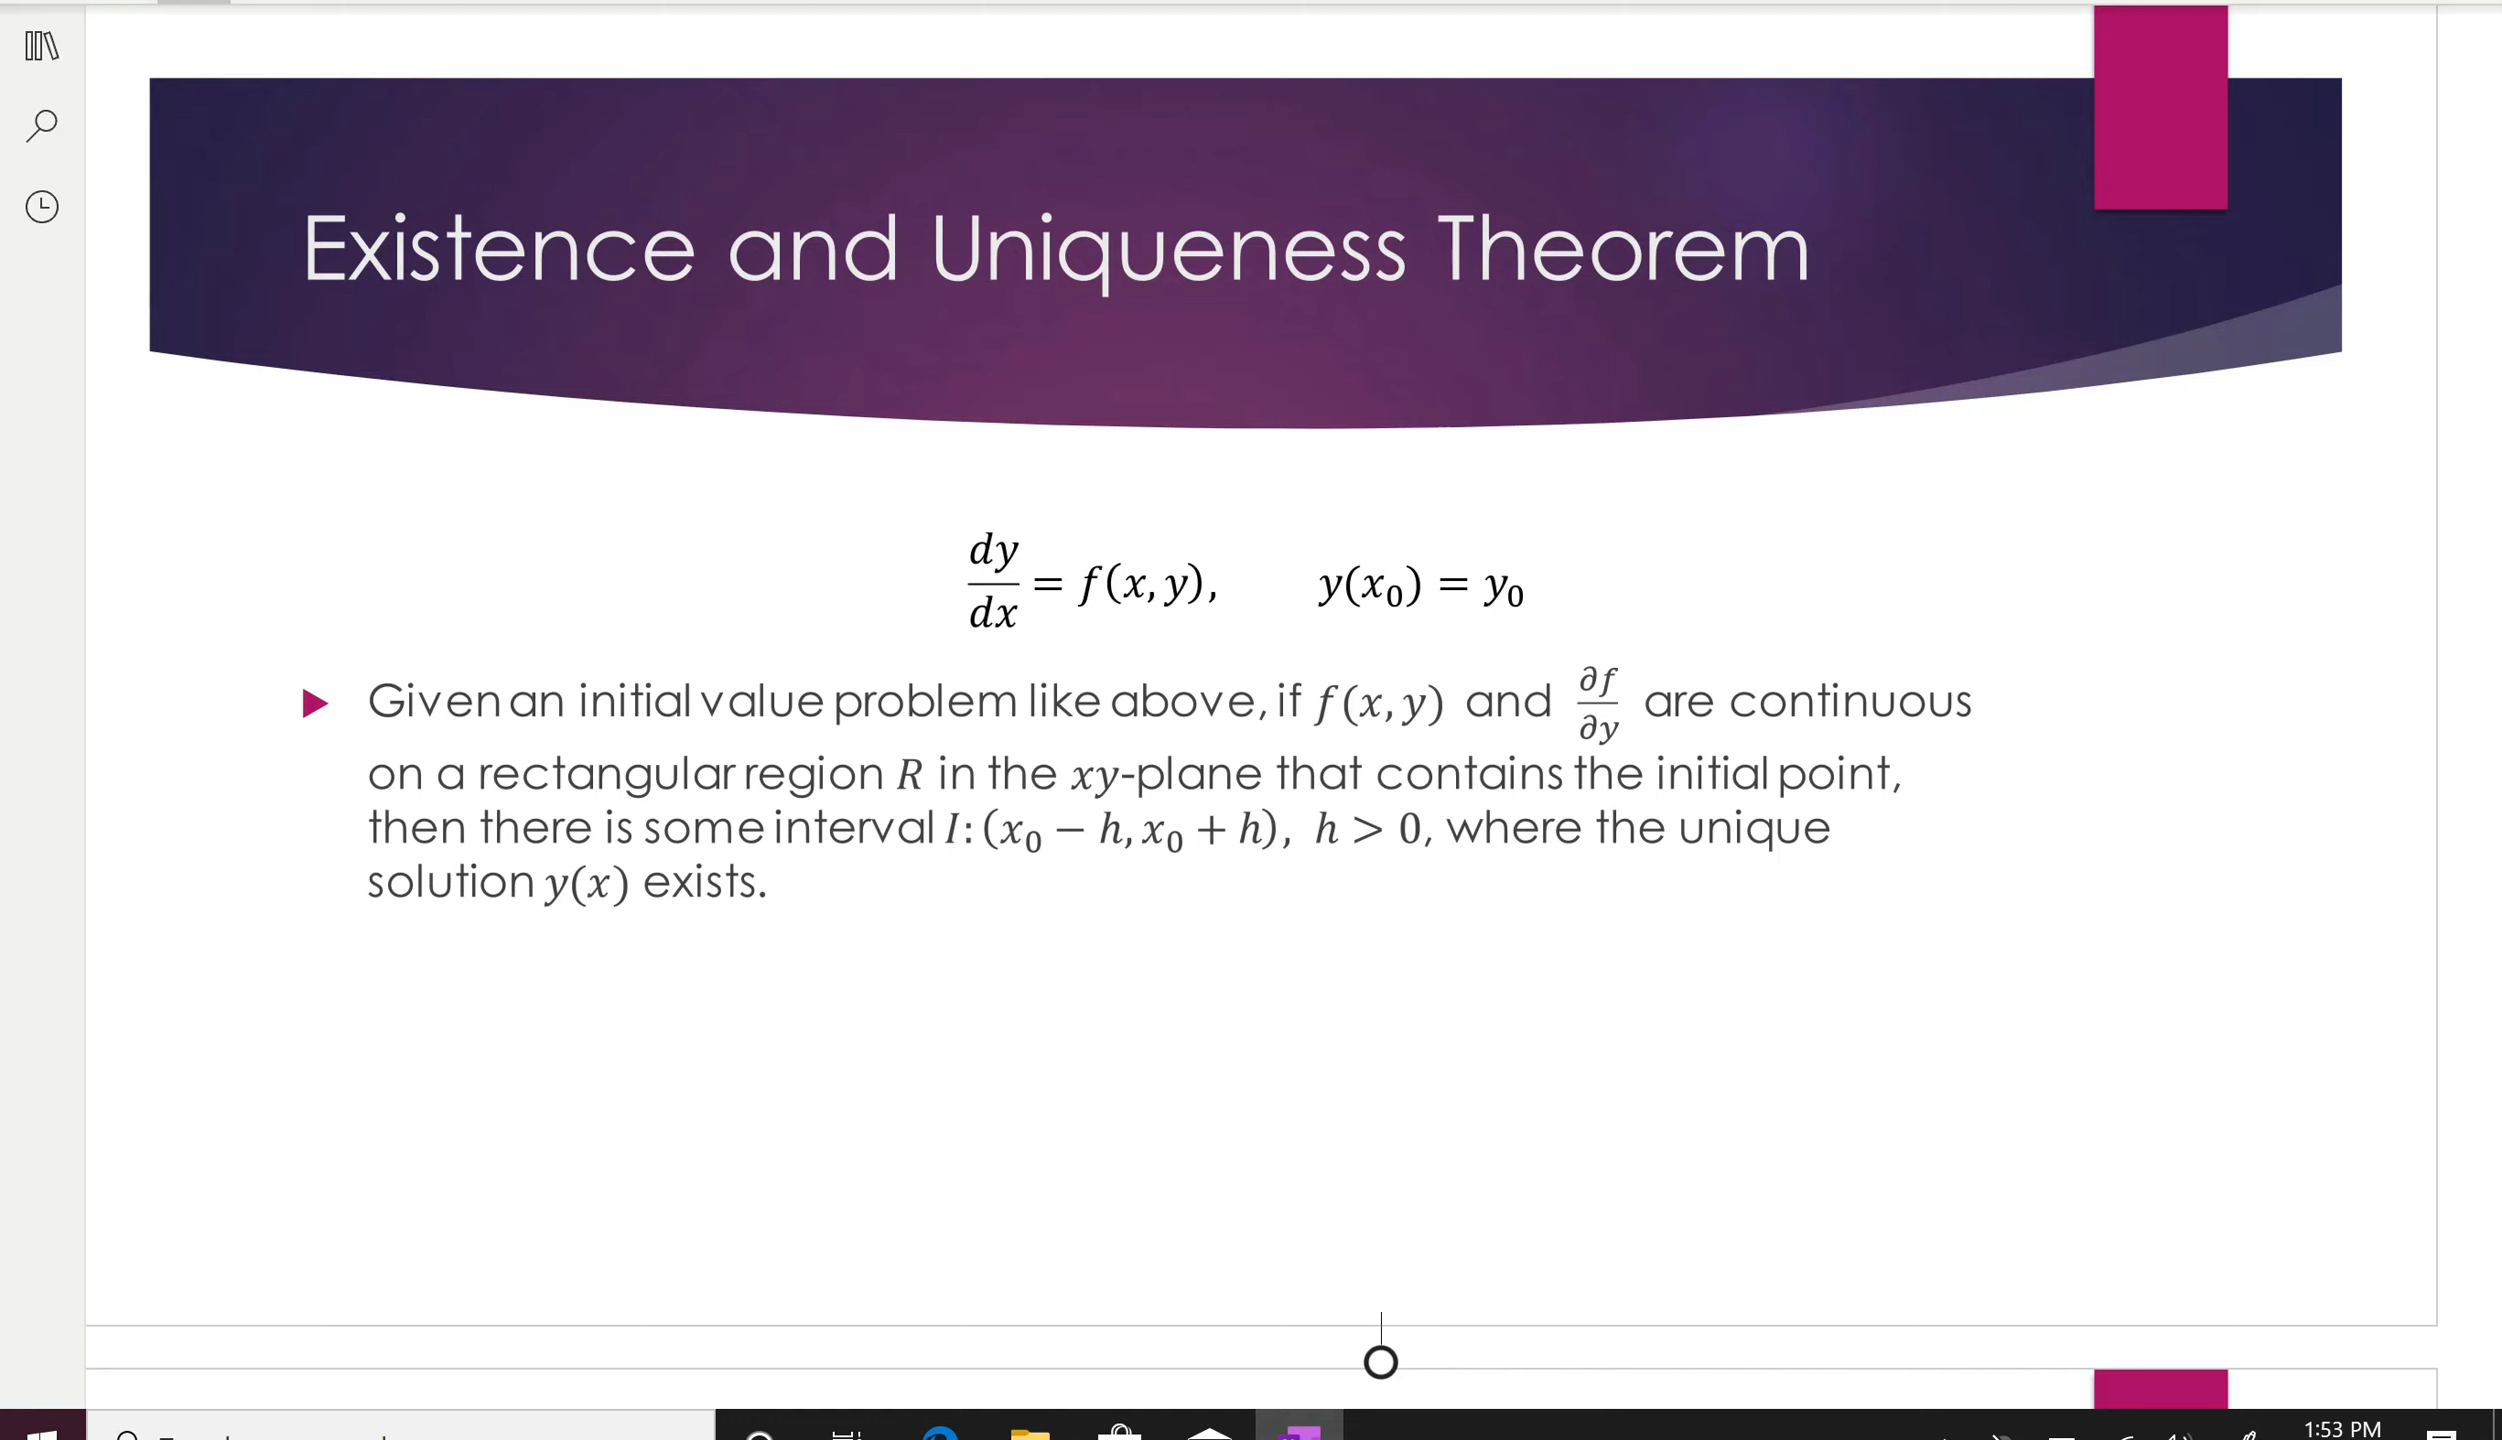 Existence and Uniqueness Theorem
dy/dx = f(x, y),    y(x₀) = y₀
Given an initial value problem like above, if f(x, y) and ∂f/∂y are continuous
on a rectangular region R in the xy-plane that contains the initial point,
then there is some interval I: (x₀ − h, x₀ + h), h > 0, where the unique
solution y(x) exists.
1:53 PM